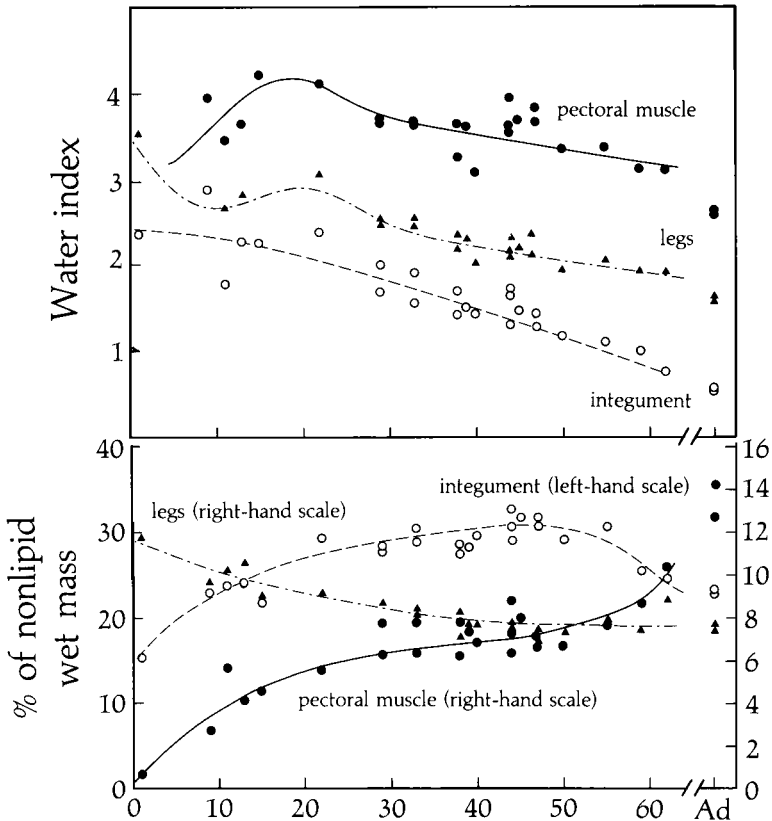 Water index
4
3
2
1
pectoral muscle
legs
integument
% of nonlipid
wet mass
40
30
20
10
0
16
14
12
10
8
6
4
2
0
integument (left-hand scale)
legs (right-hand scale)
pectoral muscle (right-hand scale)
0 10 20 30 40 50 60 Ad